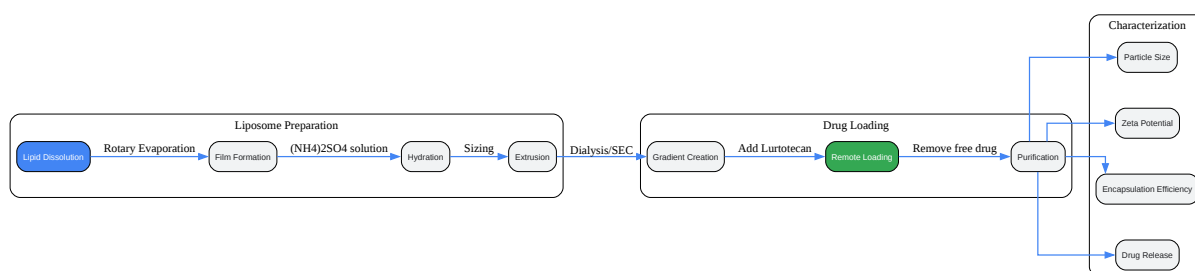 Characterization
Particle Size
Liposome Preparation
Drug Loading
Zeta Potential
Lipid Dissolution
Rotary Evaporation
Film Formation
(NH4)2SO4 solution
Hydration
Sizing
Extrusion
Dialysis/SEC
Gradient Creation
Add Lurtotecan
Remote Loading
Remove free drug
Purification
Encapsulation Efficiency
Drug Release